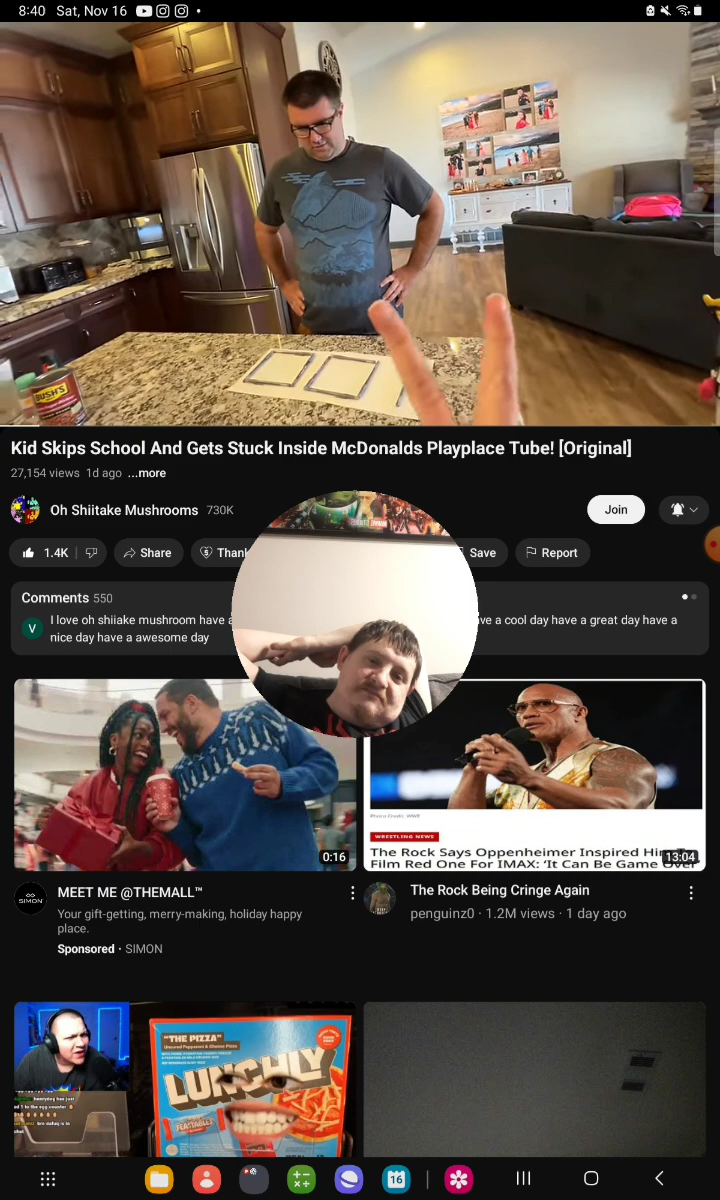 8:40 Sat, Nov 16
BUSH'S
Kid Skips School And Gets Stuck Inside McDonalds Playplace Tube! [Original]
27,154 views 1d ago ...more
Oh Shiitake Mushrooms 730K
Join
1.4K
Share
Save
Report
Comments 550
V
I love oh shiiake mushroom have a
ive a cool day have a great day have a
nice day have a awesome day
0:16
WRESTLING NEWS
The Rock Says Oppenheimer Inspired
Film Red One For IMAX: 'It Can Be Game Over'
13:04
SIMON
MEET ME @THEMALL™
Your gift-getting, merry-making, holiday happy
place.
Sponsored · SIMON
The Rock Being Cringe Again
penguinz0 · 1.2M views · 1 day ago
"THE PIZZA"
LUNCHLY
FEASTABLES
16